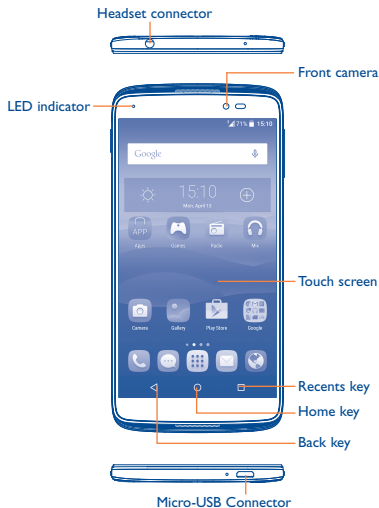 Headset connector
Front camera
LED indicator
71% 15:10
Google
15:10
Mon, April 13
APP
Apps
Games
Radio
Mix
Touch screen
Camera
Gallery
Play Store
Google
Recents key
Home key
Back key
Micro-USB Connector